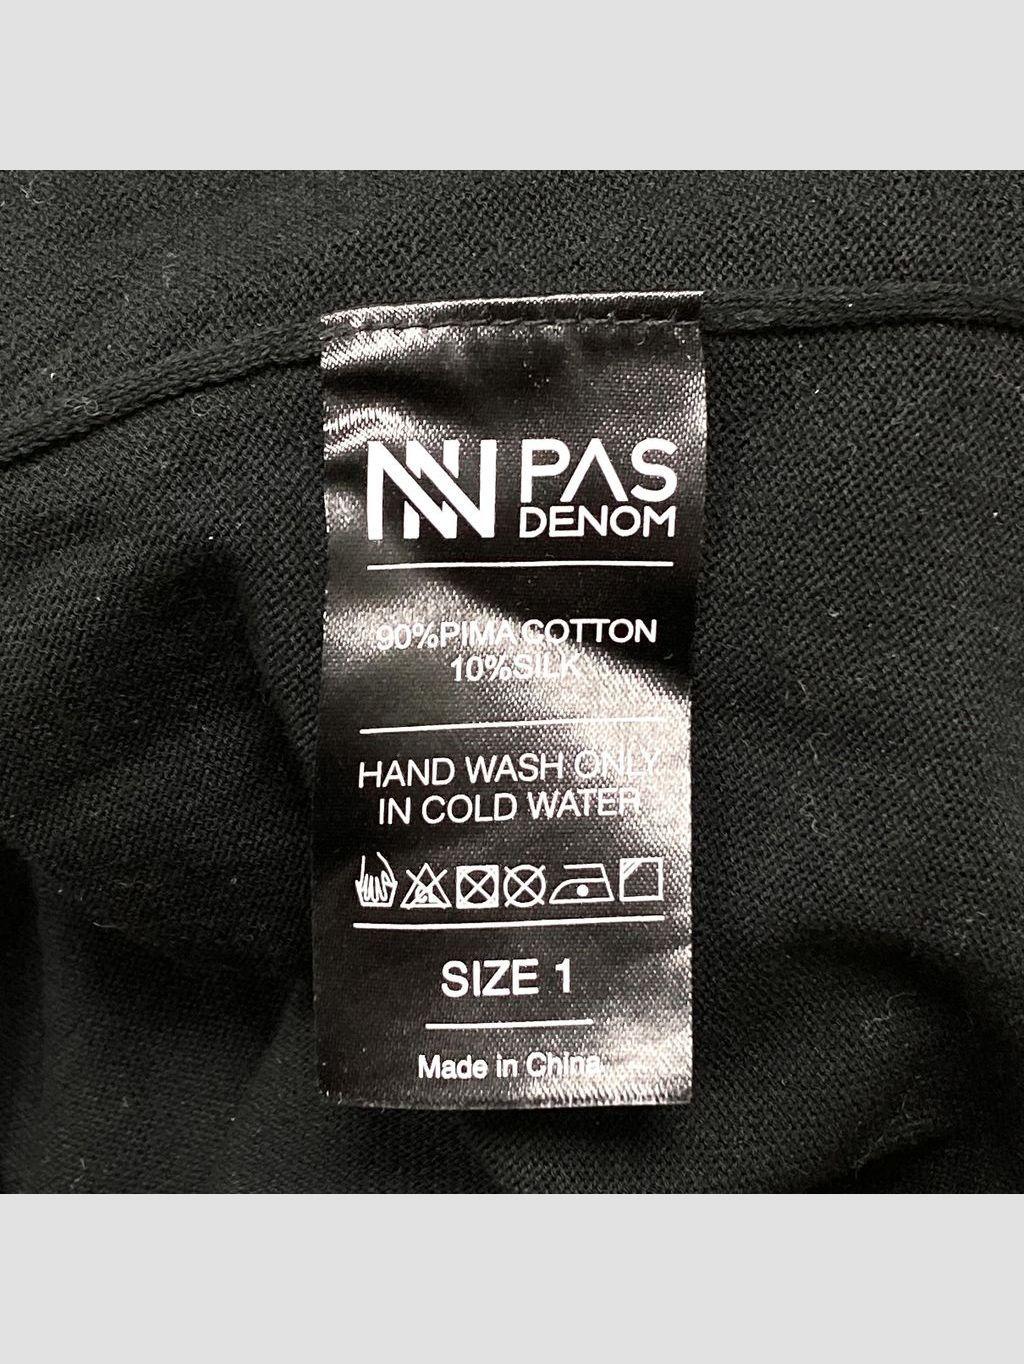 PAS
DENOM
90%PIMA COTTON
10%SILK
HAND WASH ONLY
IN COLD WATER
SIZE 1
Made in China